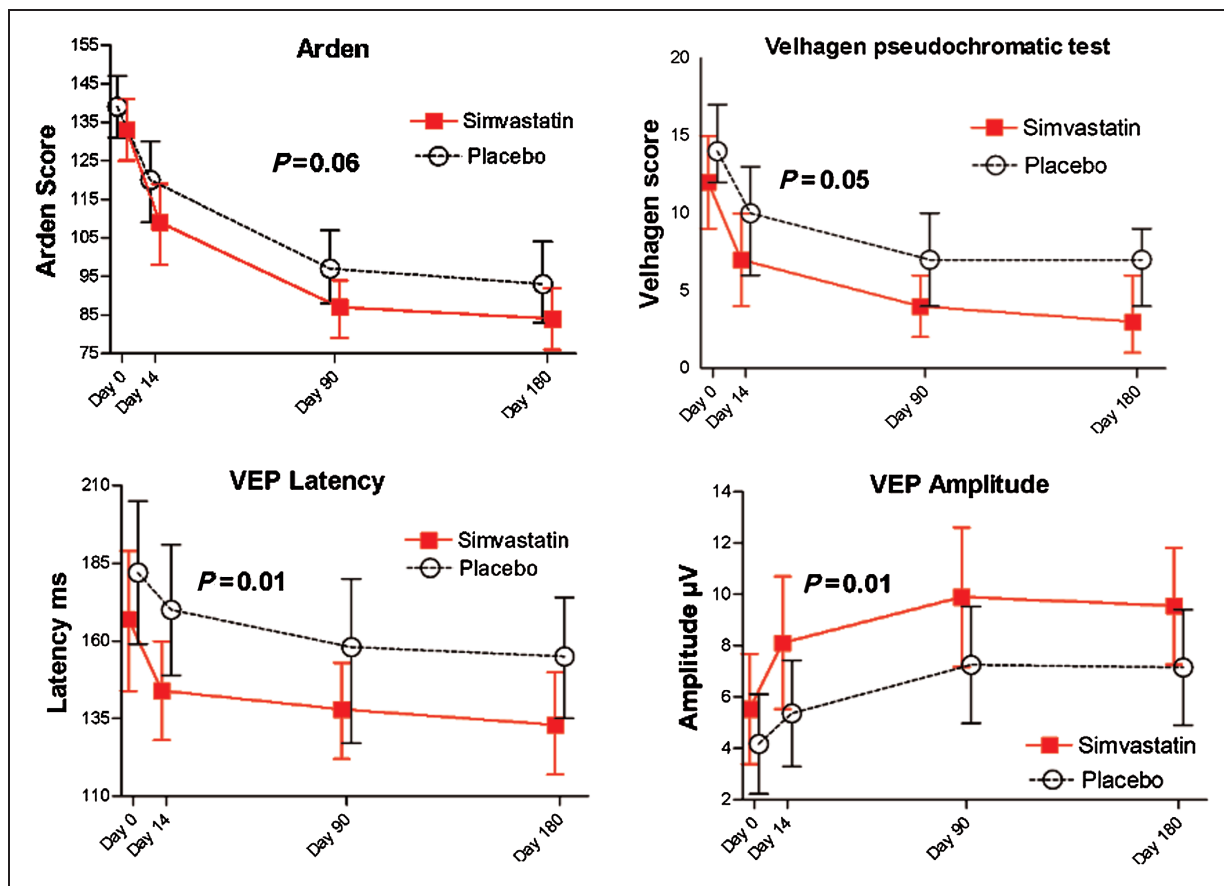 Arden
Arden Score
155
145
135
125
115
105
95
85
75
Simvastatin
Placebo
P=0.06
Day 0
Day 14
Day 90
Day 180
Velhagen pseudochromatic test
Velhagen score
20
15
10
5
0
Simvastatin
Placebo
P=0.05
Day 0
Day 14
Day 90
Day 180
VEP Latency
Latency ms
210
185
160
135
110
Simvastatin
Placebo
P=0.01
Day 0
Day 14
Day 90
Day 180
VEP Amplitude
Amplitude µV
14
12
10
8
6
4
2
P=0.01
Simvastatin
Placebo
Day 0
Day 14
Day 90
Day 180